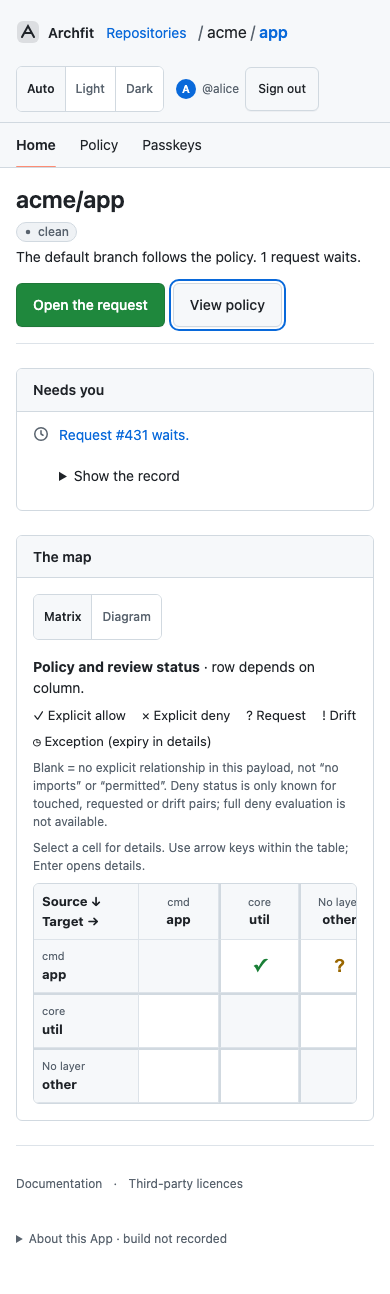 Archfit Repositories / acme / app
Auto Light Dark A @alice Sign out
Home Policy Passkeys
acme/app
• clean
The default branch follows the policy. 1 request waits.
Open the request View policy
Needs you
Request #431 waits.
▶ Show the record
The map
Matrix Diagram
Policy and review status · row depends on
column.
✓ Explicit allow × Explicit deny ? Request ! Drift
◷ Exception (expiry in details)
Blank = no explicit relationship in this payload, not “no
imports” or “permitted”. Deny status is only known for
touched, requested or drift pairs; full deny evaluation is
not available.
Select a cell for details. Use arrow keys within the table;
Enter opens details.
Source ↓ cmd core No laye
Target → app util other
cmd
app ✓ ?
core
util
No layer
other
Documentation · Third-party licences
▶ About this App · build not recorded